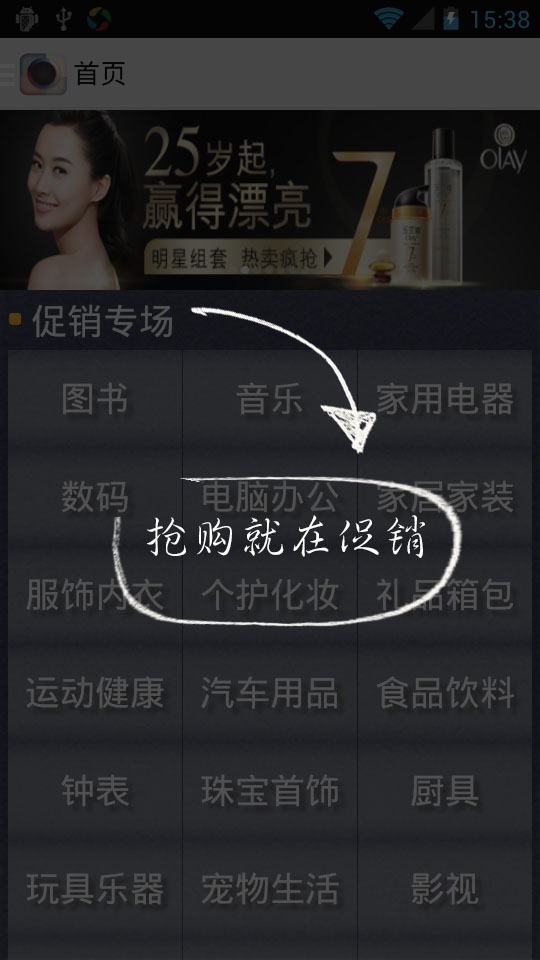 15:38
首页
25岁起,
赢得漂亮
明星组套 热卖疯抢
7
OLAY
促销专场
图书 音乐 家用电器
数码 电脑办公 家居家装
抢购就在促销
服饰内衣 个护化妆 礼品箱包
运动健康 汽车用品 食品饮料
钟表 珠宝首饰 厨具
玩具乐器 宠物生活 影视